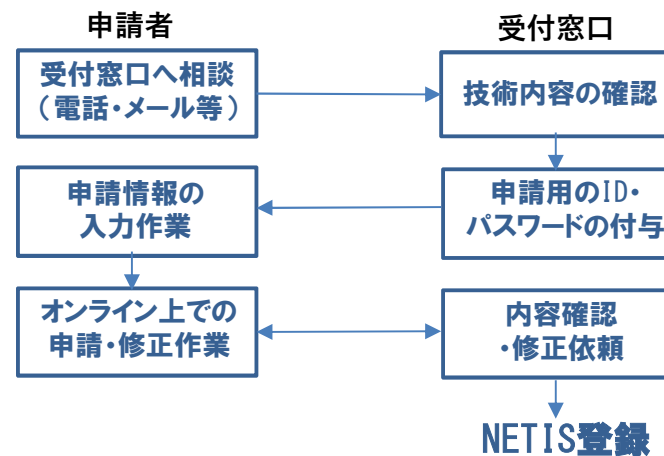 申請者
受付窓口
受付窓口へ相談
（電話・メール等）
技術内容の確認
申請用のID・
パスワードの付与
申請情報の
入力作業
オンライン上での
申請・修正作業
内容確認
・修正依頼
NETIS登録